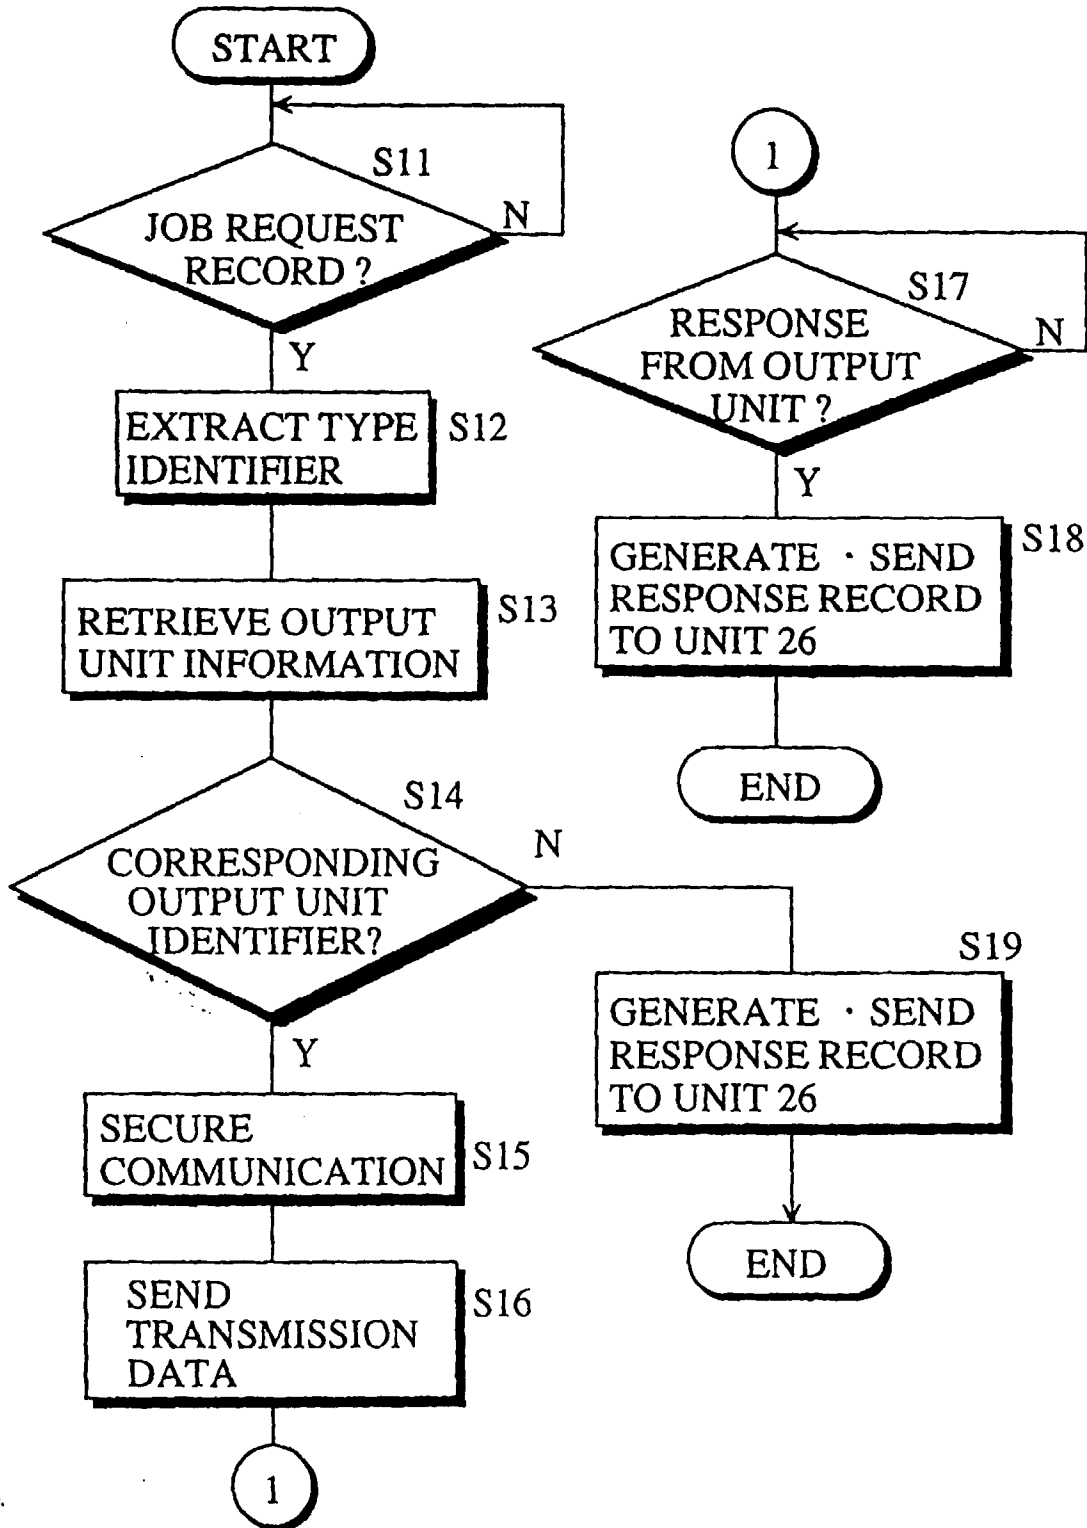 START
S11
JOB REQUEST
RECORD ?
N
Y
EXTRACT TYPE
IDENTIFIER
S12
RETRIEVE OUTPUT
UNIT INFORMATION
S13
S14
CORRESPONDING
OUTPUT UNIT
IDENTIFIER?
N
Y
SECURE
COMMUNICATION
S15
SEND
TRANSMISSION
DATA
S16
1
1
S17
RESPONSE
FROM OUTPUT
UNIT ?
N
Y
S18
GENERATE · SEND
RESPONSE RECORD
TO UNIT 26
END
S19
GENERATE · SEND
RESPONSE RECORD
TO UNIT 26
END